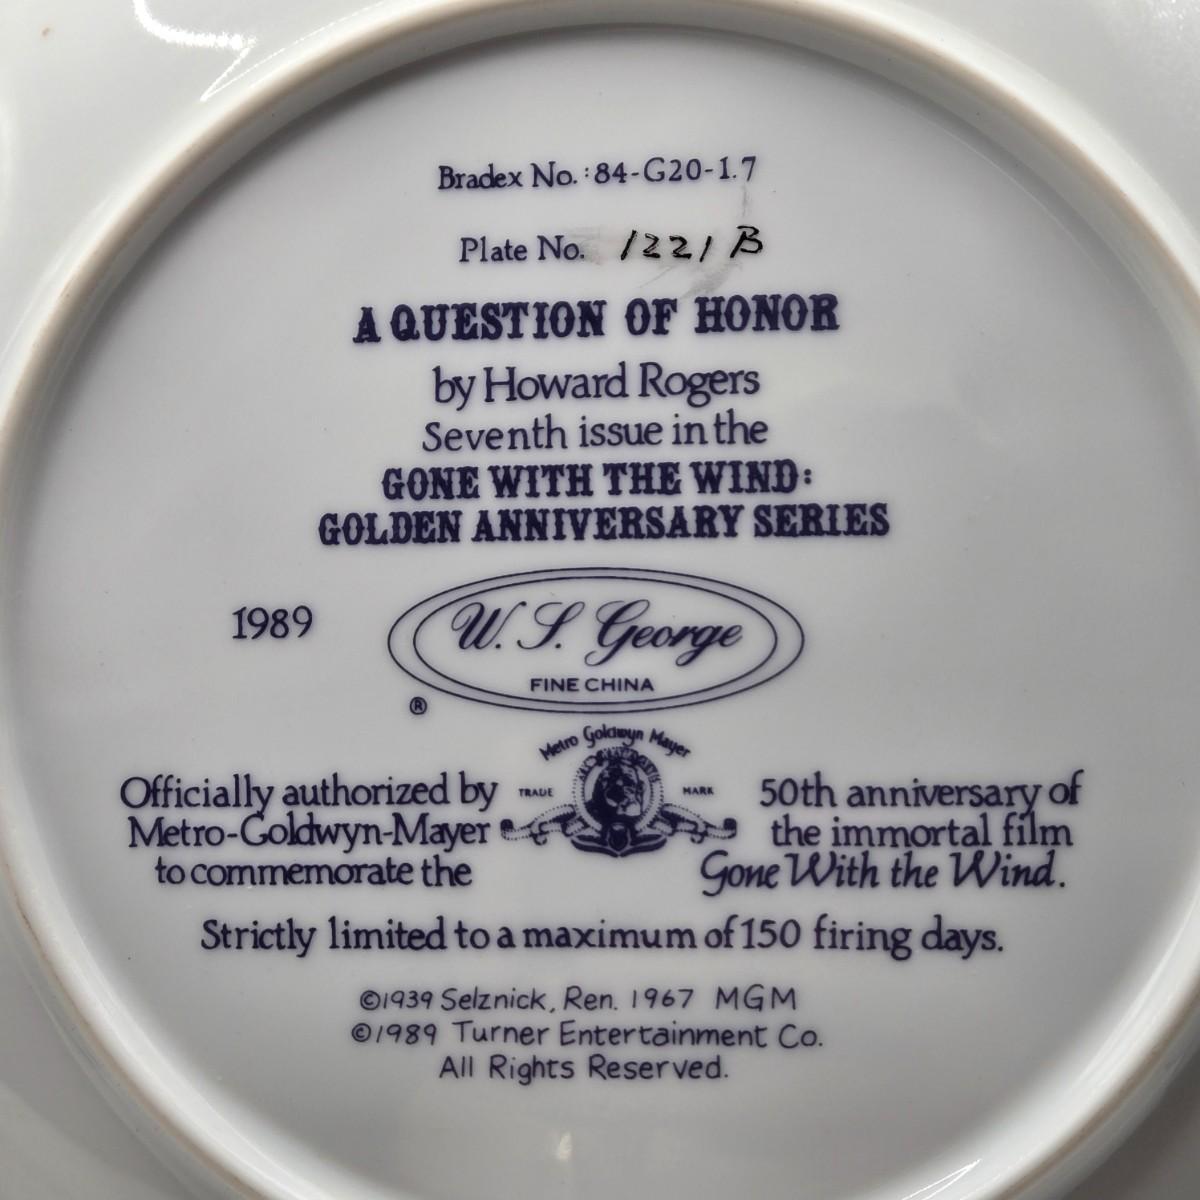 Bradex No.: 84-G20-1.7
Plate No. 1221 B
A QUESTION OF HONOR
by Howard Rogers
Seventh issue in the
GONE WITH THE WIND:
GOLDEN ANNIVERSARY SERIES
1989
W. S. George
FINE CHINA
®
Metro Goldwyn Mayer
TRADE MARK
Officially authorized by
Metro-Goldwyn-Mayer
to commemorate the
50th anniversary of
the immortal film
Gone With the Wind.
Strictly limited to a maximum of 150 firing days.
©1939 Selznick, Ren. 1967 MGM
©1989 Turner Entertainment Co.
All Rights Reserved.